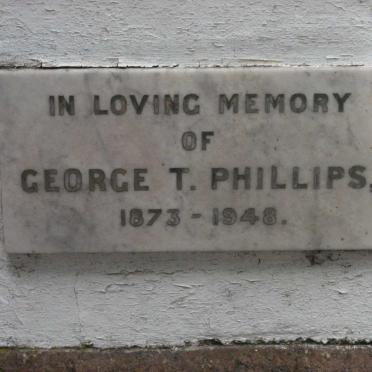 IN LOVING MEMORY
OF
GEORGE T. PHILLIPS,
1873 - 1948.